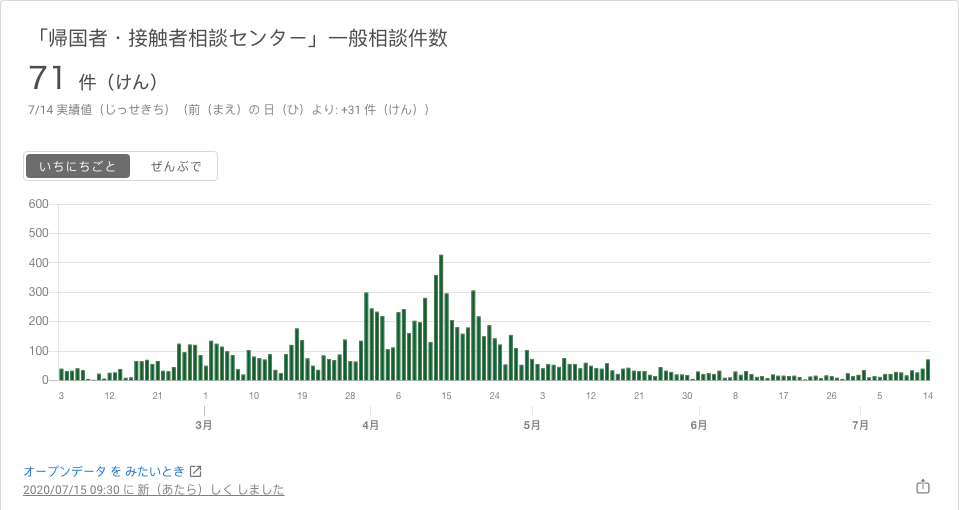 「帰国者・接触者相談センター」一般相談件数
71 件（けん）
7/14 実績値（じっせきち）（前（まえ）の 日（ひ）より: +31 件（けん））
いちにちごと ぜんぶで
600
500
400
300
200
100
0
3 12 21 1 10 19 28 6 15 24 3 12 21 30 8 17 26 5 14
3月 4月 5月 6月 7月
オープンデータ を みたいとき
2020/07/15 09:30 に 新（あたら）しく しました